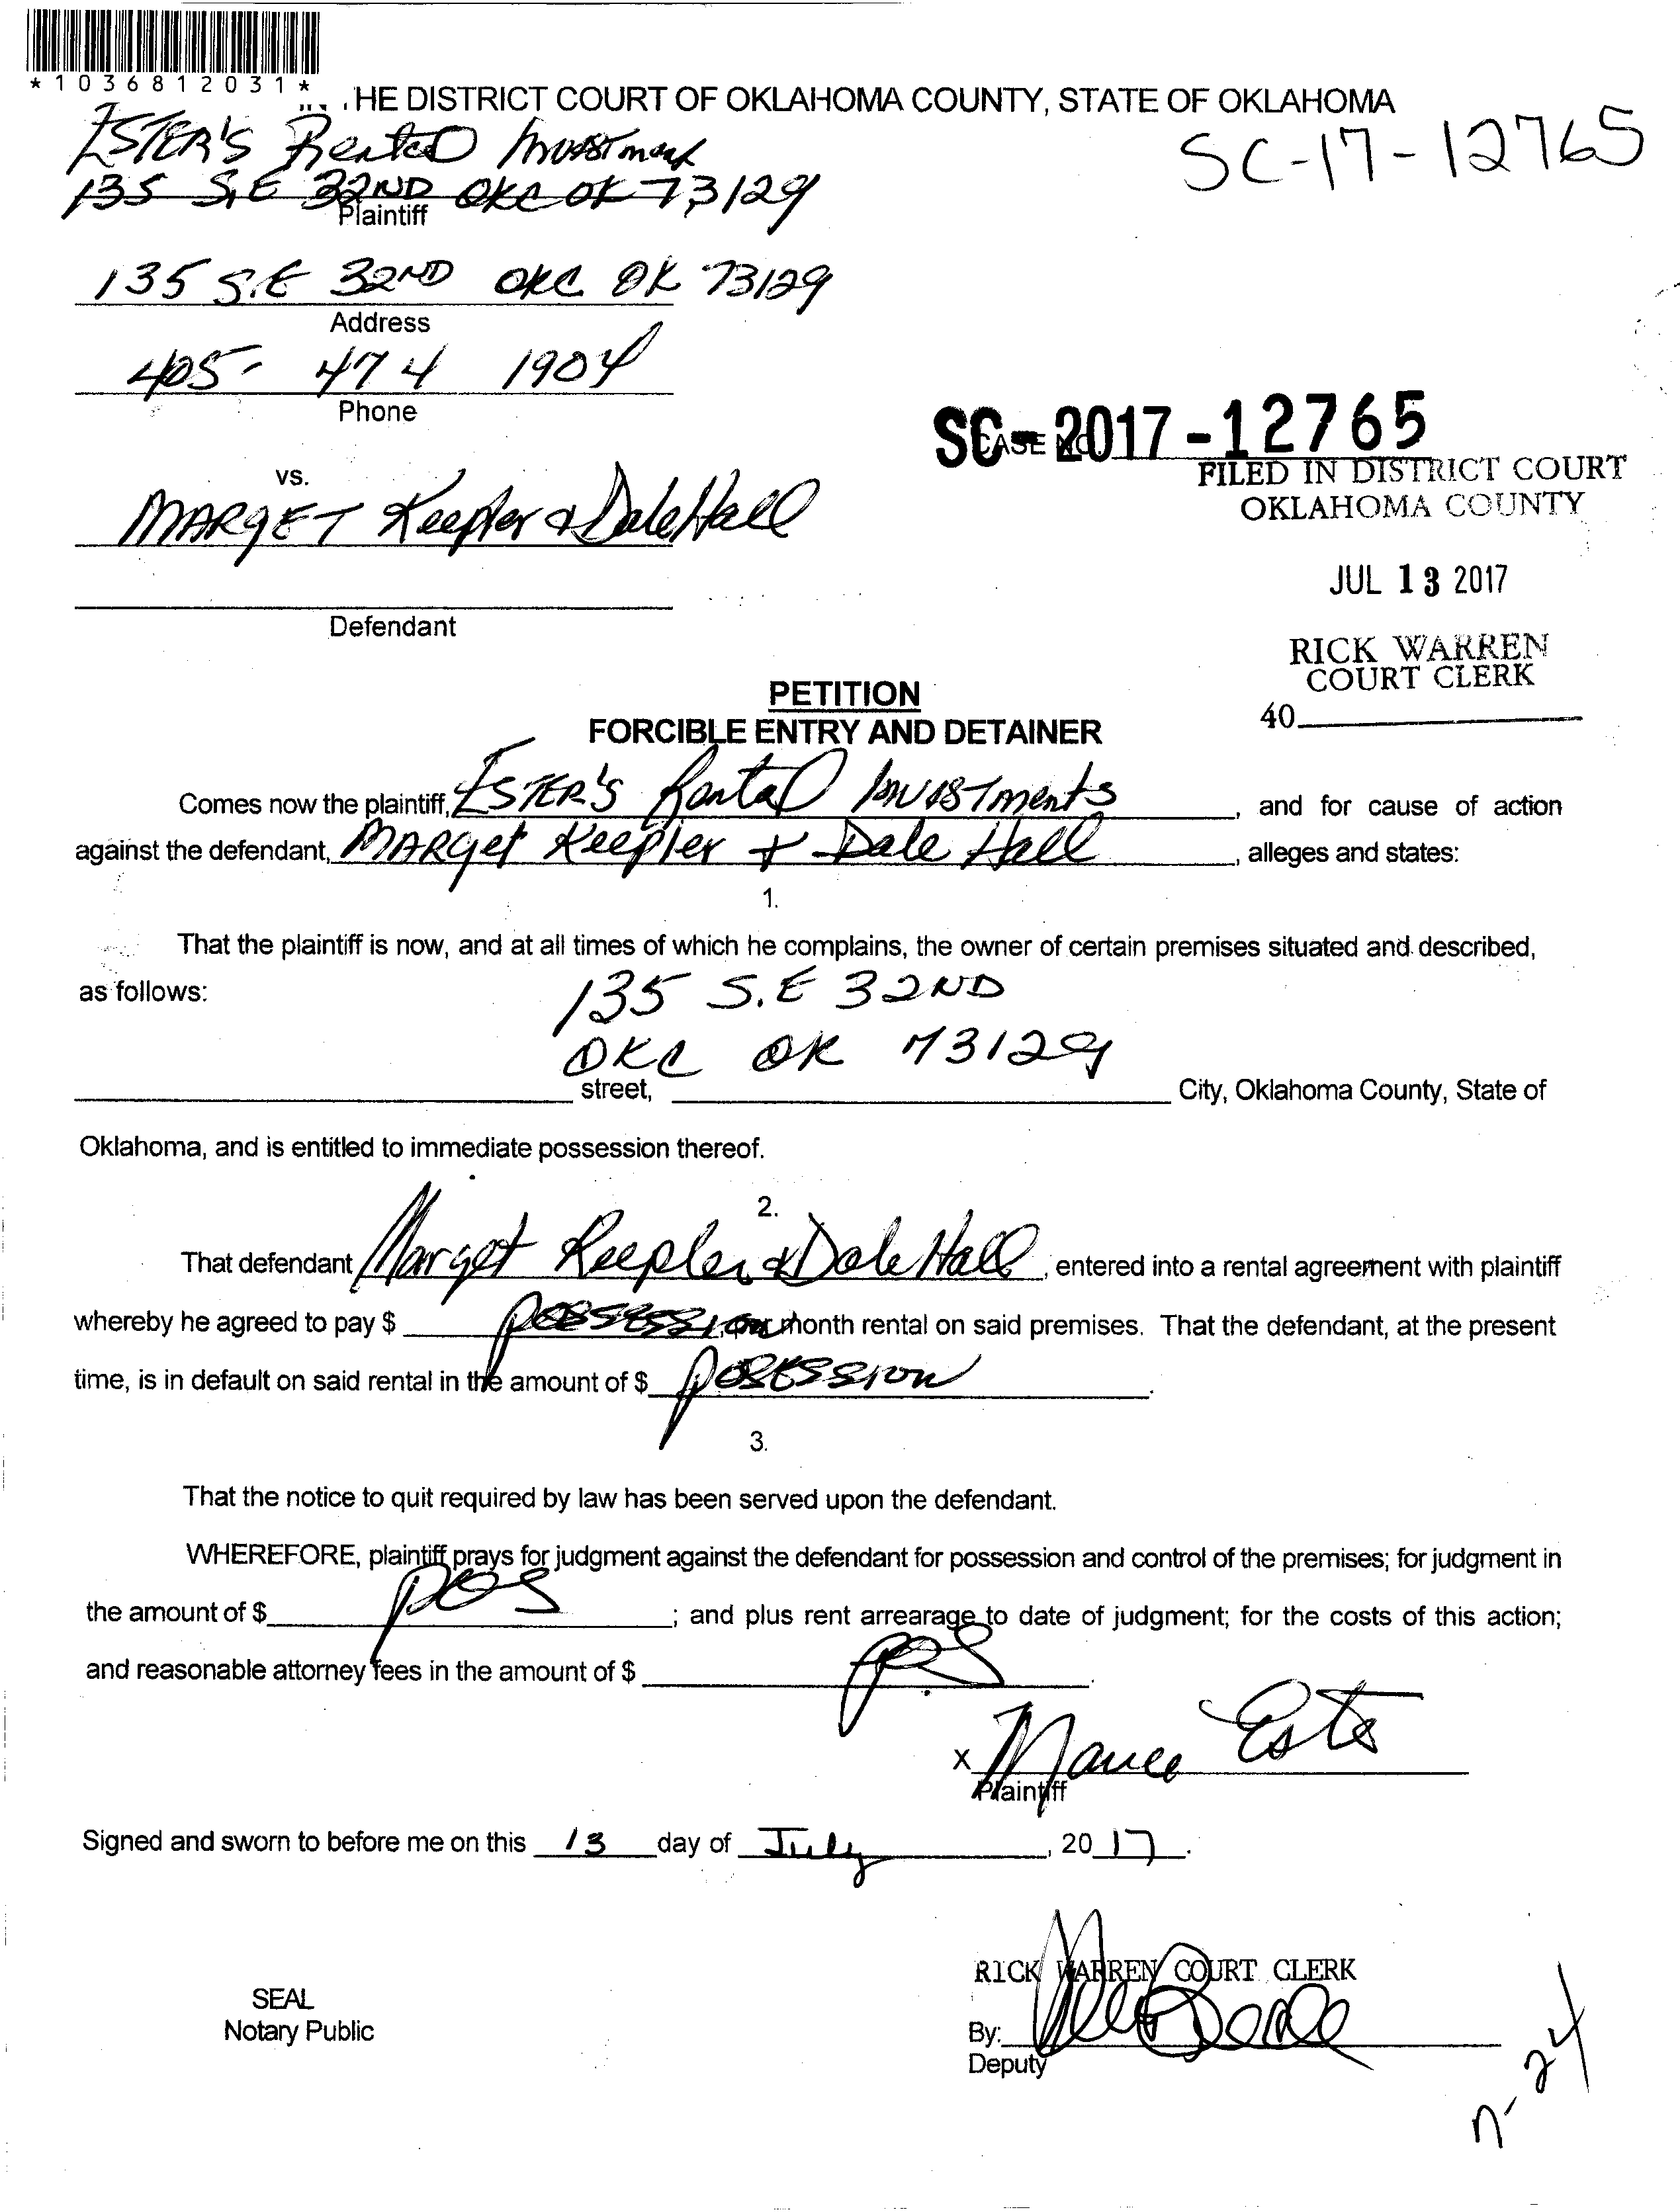 *1036812031*
HE DISTRICT COURT OF OKLAHOMA COUNTY, STATE OF OKLAHOMA
ESTER'S Rental Investment
SC-17-12765
135 S.E 32ND OKC OK 73129
Plaintiff
135 S.E 32ND OKC OK 73129
Address
405- 474 1904
Phone
SC-2017-12765
CASE NO.
FILED IN DISTRICT COURT
OKLAHOMA COUNTY
vs.
MARGET Keepler & Dale Hall
JUL 13 2017
Defendant
RICK WARREN
COURT CLERK
40
PETITION
FORCIBLE ENTRY AND DETAINER
Comes now the plaintiff, ESTER'S Rental Invistments, and for cause of action
against the defendant, MARget Keepler + Dale Hall, alleges and states:
1.
That the plaintiff is now, and at all times of which he complains, the owner of certain premises situated and described,
as follows:
135 S.E 32ND
OKC OK 73129
street, City, Oklahoma County, State of
Oklahoma, and is entitled to immediate possession thereof.
2.
That defendant Marget Keepler & Dale Hall, entered into a rental agreement with plaintiff
whereby he agreed to pay $ possession, per month rental on said premises. That the defendant, at the present
time, is in default on said rental in the amount of $ posession.
3.
That the notice to quit required by law has been served upon the defendant.
WHEREFORE, plaintiff prays for judgment against the defendant for possession and control of the premises; for judgment in
the amount of $ pos; and plus rent arrearage to date of judgment; for the costs of this action;
and reasonable attorney fees in the amount of $ pos.
x
Plaintiff
Signed and sworn to before me on this 13 day of July, 2017.
RICK WARREN COURT CLERK
SEAL
Notary Public
By:
Deputy
n-24